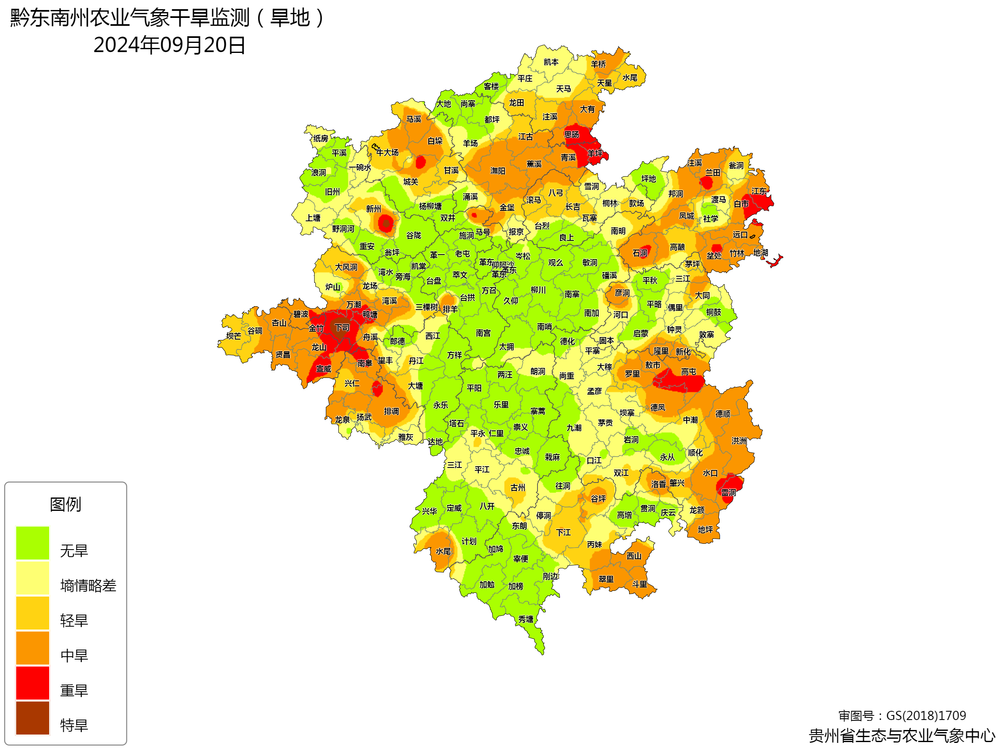 黔东南州农业气象干旱监测（旱地）
2024年09月20日
凯本
羊桥
平庄
天马
天星
水尾
客楼
大地
尚寨
龙田
都坪
注溪
大有
马溪
白垛
羊场
江古
思旸
纸房
平溪
牛大场
青溪
羊坪
蕉溪
㵲阳
甘溪
一碗水
浪洞
城关
旧州
注溪
瓮洞
兰田
坪地
雪洞
八弓
邦洞
江东
涌溪
滚马
桐林
款场
渡马
白市
杨柳塘
金堡
长吉
新州
上塘
双井
瓦寨
凤城
社学
野洞河
谷陇
施洞
马号
报京
台烈
良上
南明
远口
重安
翁坪
革一
老屯
岑松
石洞
高酿
盆处
竹林
地湖
大风洞
凯棠
革东
仰阿沙
革东
革东
观么
敏洞
茅坪
湾水
旁海
台盘
萃文
磻溪
平秋
三江
炉山
龙场
方召
柳川
南寨
彦洞
大同
湾溪
台拱
久仰
万潮
三棵树
排羊
平略
偶里
碧波
鸭塘
南加
河口
铜鼓
杏山
金竹
下司
谷硐
坝芒
舟溪
郎德
西江
南宫
南哨
启蒙
钟灵
敦寨
龙山
太拥
德化
固本
平寨
隆里
新化
贤昌
方祥
南皋
望丰
丹江
宣威
大稼
敖市
高屯
两汪
朗洞
尚重
罗里
兴仁
大塘
平阳
孟彦
永乐
乐里
寨蒿
德凤
坝寨
德顺
排调
扬武
龙泉
塔石
崇义
九潮
茅贡
中潮
雅灰
达地
平永
仁里
岩洞
洪洲
忠诚
栽麻
口江
永从
顺化
三江
平江
双江
水口
古州
往洞
洛香
肇兴
雷洞
谷坪
兴华
定威
八开
停洞
高增
贯洞
庆云
龙额
东朗
下江
地坪
计划
加鸠
丙妹
水尾
宰便
西山
刚边
加勉
加榜
翠里
斗里
秀塘
图例
无旱
墒情略差
轻旱
中旱
重旱
特旱
审图号：GS(2018)1709
贵州省生态与农业气象中心